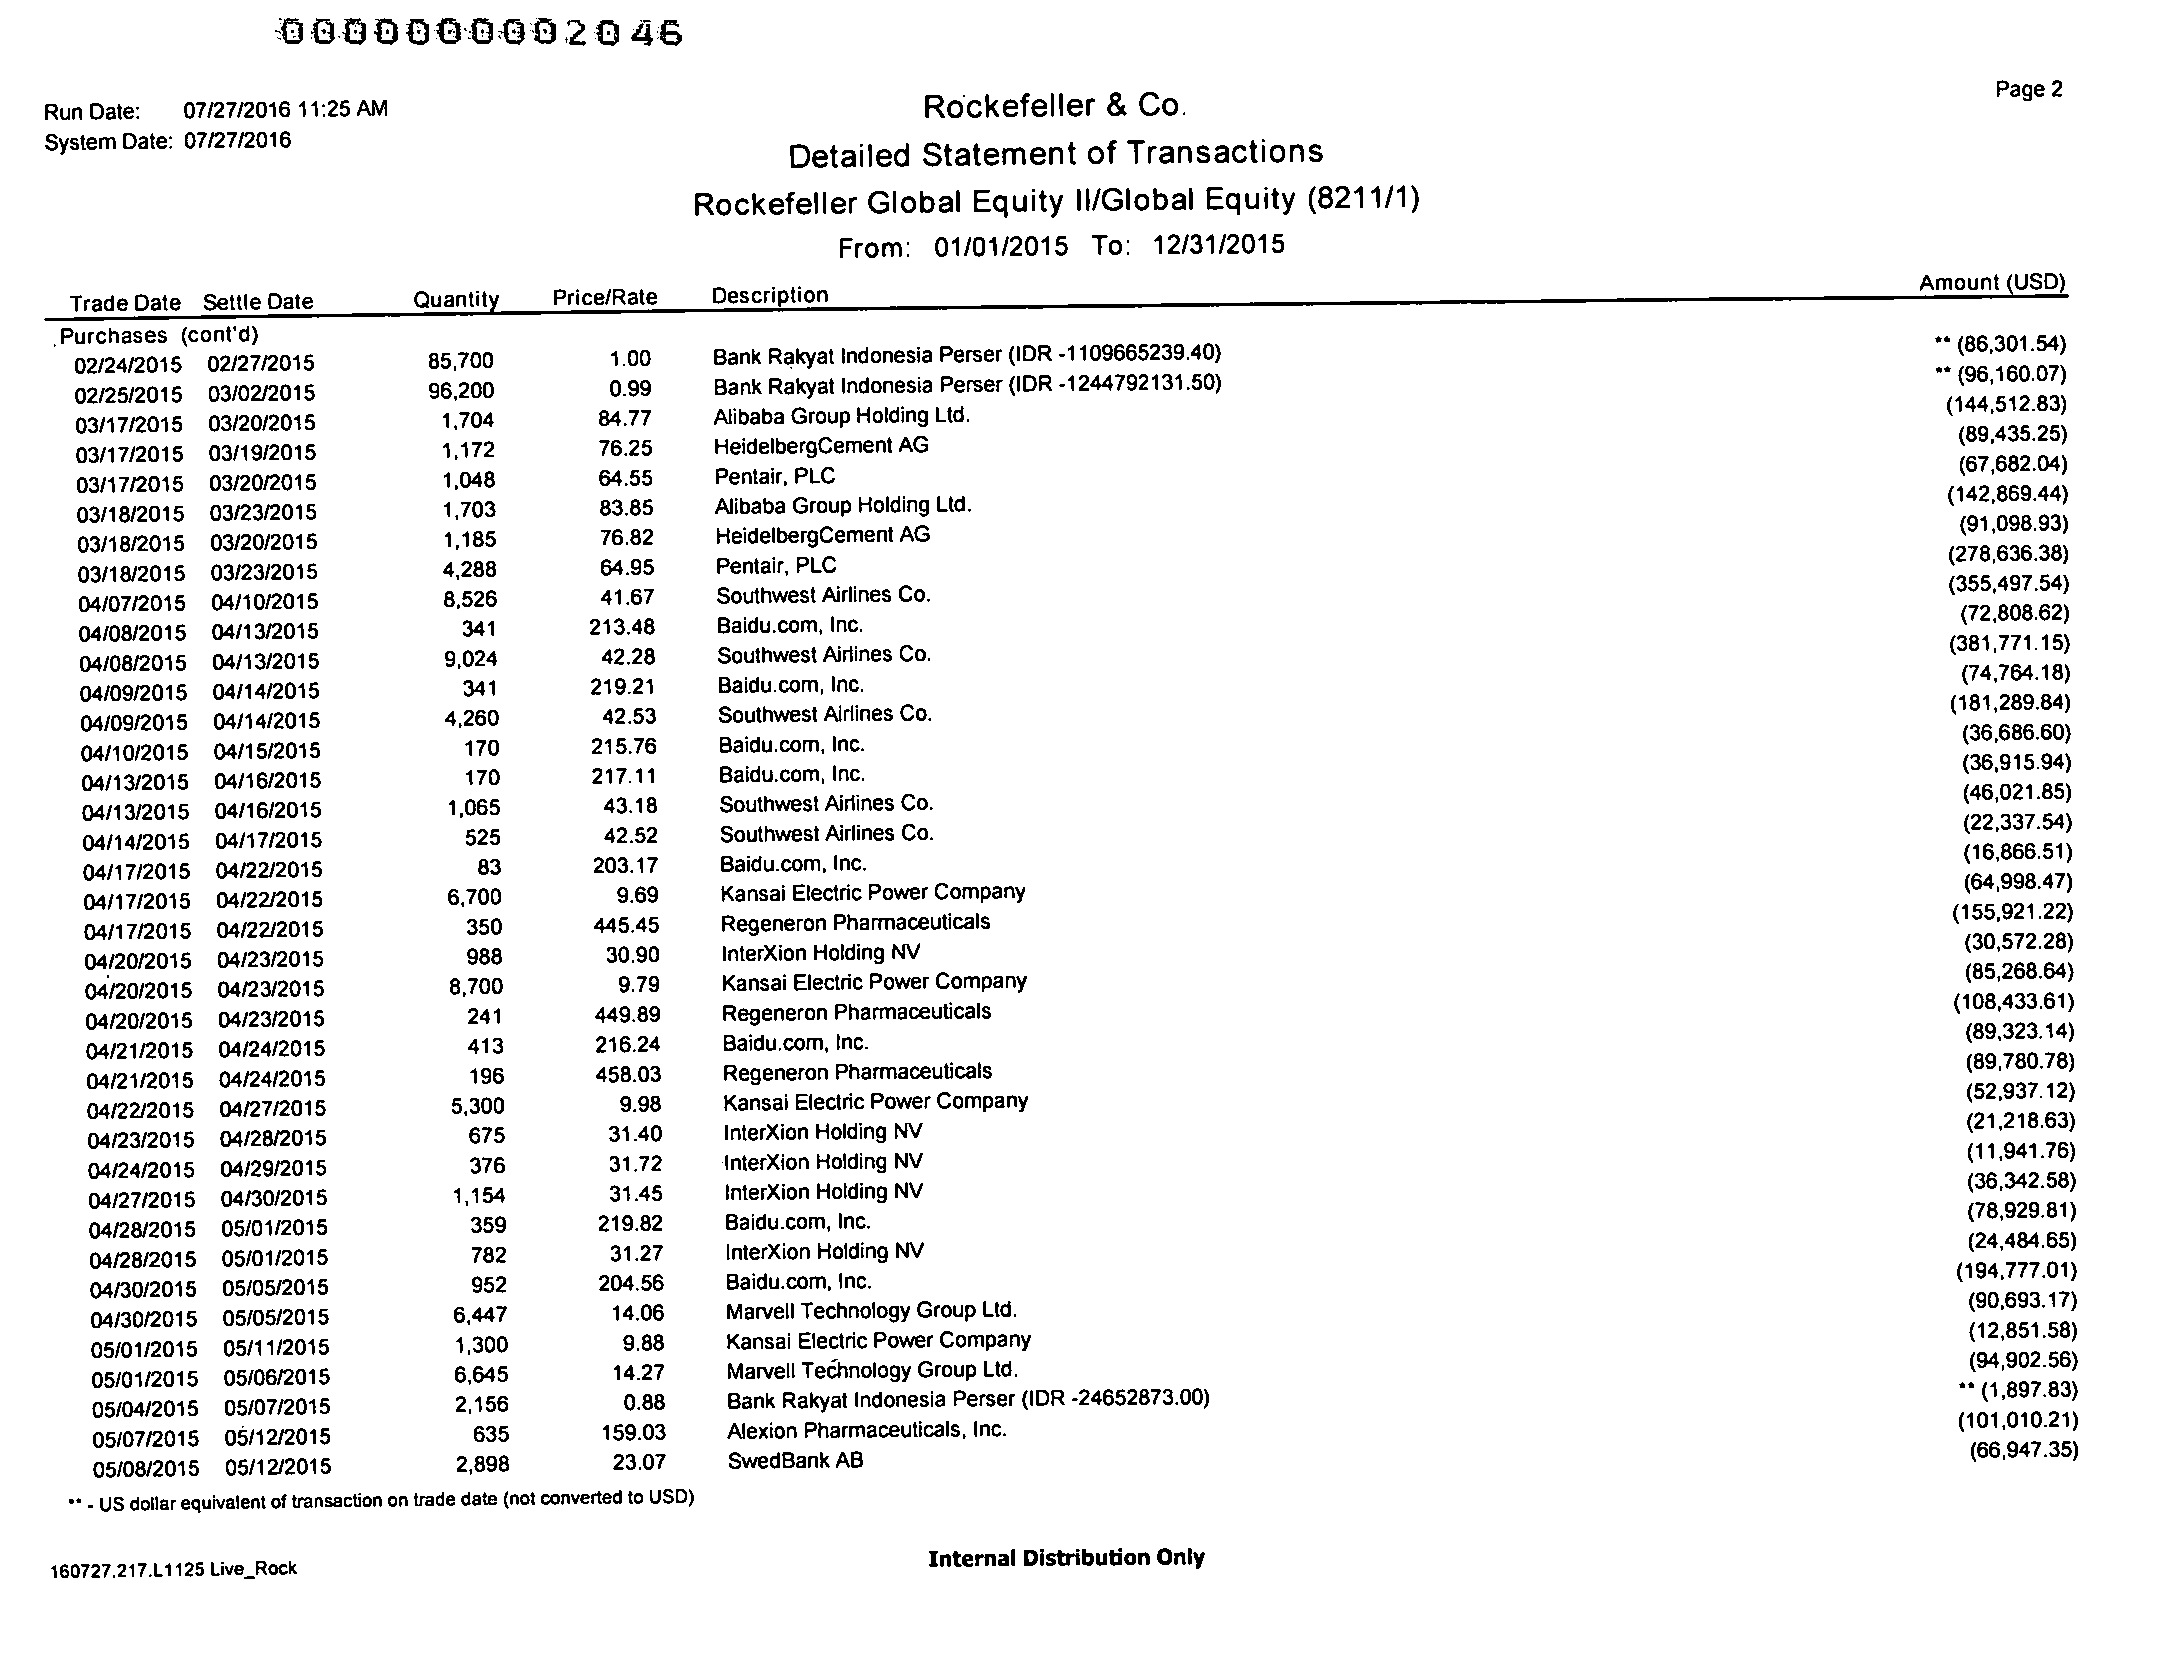 000000002046
Page 2
Run Date: 07/27/2016 11:25 AM
System Date: 07/27/2016
Rockefeller & Co.
Detailed Statement of Transactions
Rockefeller Global Equity II/Global Equity (8211/1)
From: 01/01/2015 To: 12/31/2015
Trade Date Settle Date Quantity Price/Rate Description Amount (USD)
Purchases (cont'd)
02/24/2015 02/27/2015 85,700 1.00 Bank Rakyat Indonesia Perser (IDR -1109665239.40) ** (86,301.54)
02/25/2015 03/02/2015 96,200 0.99 Bank Rakyat Indonesia Perser (IDR -1244792131.50) ** (96,160.07)
03/17/2015 03/20/2015 1,704 84.77 Alibaba Group Holding Ltd. (144,512.83)
03/17/2015 03/19/2015 1,172 76.25 HeidelbergCement AG (89,435.25)
03/17/2015 03/20/2015 1,048 64.55 Pentair, PLC (67,682.04)
03/18/2015 03/23/2015 1,703 83.85 Alibaba Group Holding Ltd. (142,869.44)
03/18/2015 03/20/2015 1,185 76.82 HeidelbergCement AG (91,098.93)
03/18/2015 03/23/2015 4,288 64.95 Pentair, PLC (278,636.38)
04/07/2015 04/10/2015 8,526 41.67 Southwest Airlines Co. (355,497.54)
04/08/2015 04/13/2015 341 213.48 Baidu.com, Inc. (72,808.62)
04/08/2015 04/13/2015 9,024 42.28 Southwest Airlines Co. (381,771.15)
04/09/2015 04/14/2015 341 219.21 Baidu.com, Inc. (74,764.18)
04/09/2015 04/14/2015 4,260 42.53 Southwest Airlines Co. (181,289.84)
04/10/2015 04/15/2015 170 215.76 Baidu.com, Inc. (36,686.60)
04/13/2015 04/16/2015 170 217.11 Baidu.com, Inc. (36,915.94)
04/13/2015 04/16/2015 1,065 43.18 Southwest Airlines Co. (46,021.85)
04/14/2015 04/17/2015 525 42.52 Southwest Airlines Co. (22,337.54)
04/17/2015 04/22/2015 83 203.17 Baidu.com, Inc. (16,866.51)
04/17/2015 04/22/2015 6,700 9.69 Kansai Electric Power Company (64,998.47)
04/17/2015 04/22/2015 350 445.45 Regeneron Pharmaceuticals (155,921.22)
04/20/2015 04/23/2015 988 30.90 InterXion Holding NV (30,572.28)
04/20/2015 04/23/2015 8,700 9.79 Kansai Electric Power Company (85,268.64)
04/20/2015 04/23/2015 241 449.89 Regeneron Pharmaceuticals (108,433.61)
04/21/2015 04/24/2015 413 216.24 Baidu.com, Inc. (89,323.14)
04/21/2015 04/24/2015 196 458.03 Regeneron Pharmaceuticals (89,780.78)
04/22/2015 04/27/2015 5,300 9.98 Kansai Electric Power Company (52,937.12)
04/23/2015 04/28/2015 675 31.40 InterXion Holding NV (21,218.63)
04/24/2015 04/29/2015 376 31.72 InterXion Holding NV (11,941.76)
04/27/2015 04/30/2015 1,154 31.45 InterXion Holding NV (36,342.58)
04/28/2015 05/01/2015 359 219.82 Baidu.com, Inc. (78,929.81)
04/28/2015 05/01/2015 782 31.27 InterXion Holding NV (24,484.65)
04/30/2015 05/05/2015 952 204.56 Baidu.com, Inc. (194,777.01)
04/30/2015 05/05/2015 6,447 14.06 Marvell Technology Group Ltd. (90,693.17)
05/01/2015 05/11/2015 1,300 9.88 Kansai Electric Power Company (12,851.58)
05/01/2015 05/06/2015 6,645 14.27 Marvell Technology Group Ltd. (94,902.56)
05/04/2015 05/07/2015 2,156 0.88 Bank Rakyat Indonesia Perser (IDR -24652873.00) ** (1,897.83)
05/07/2015 05/12/2015 635 159.03 Alexion Pharmaceuticals, Inc. (101,010.21)
05/08/2015 05/12/2015 2,898 23.07 SwedBank AB (66,947.35)
** - US dollar equivalent of transaction on trade date (not converted to USD)
160727.217.L1125 Live_Rock
Internal Distribution Only